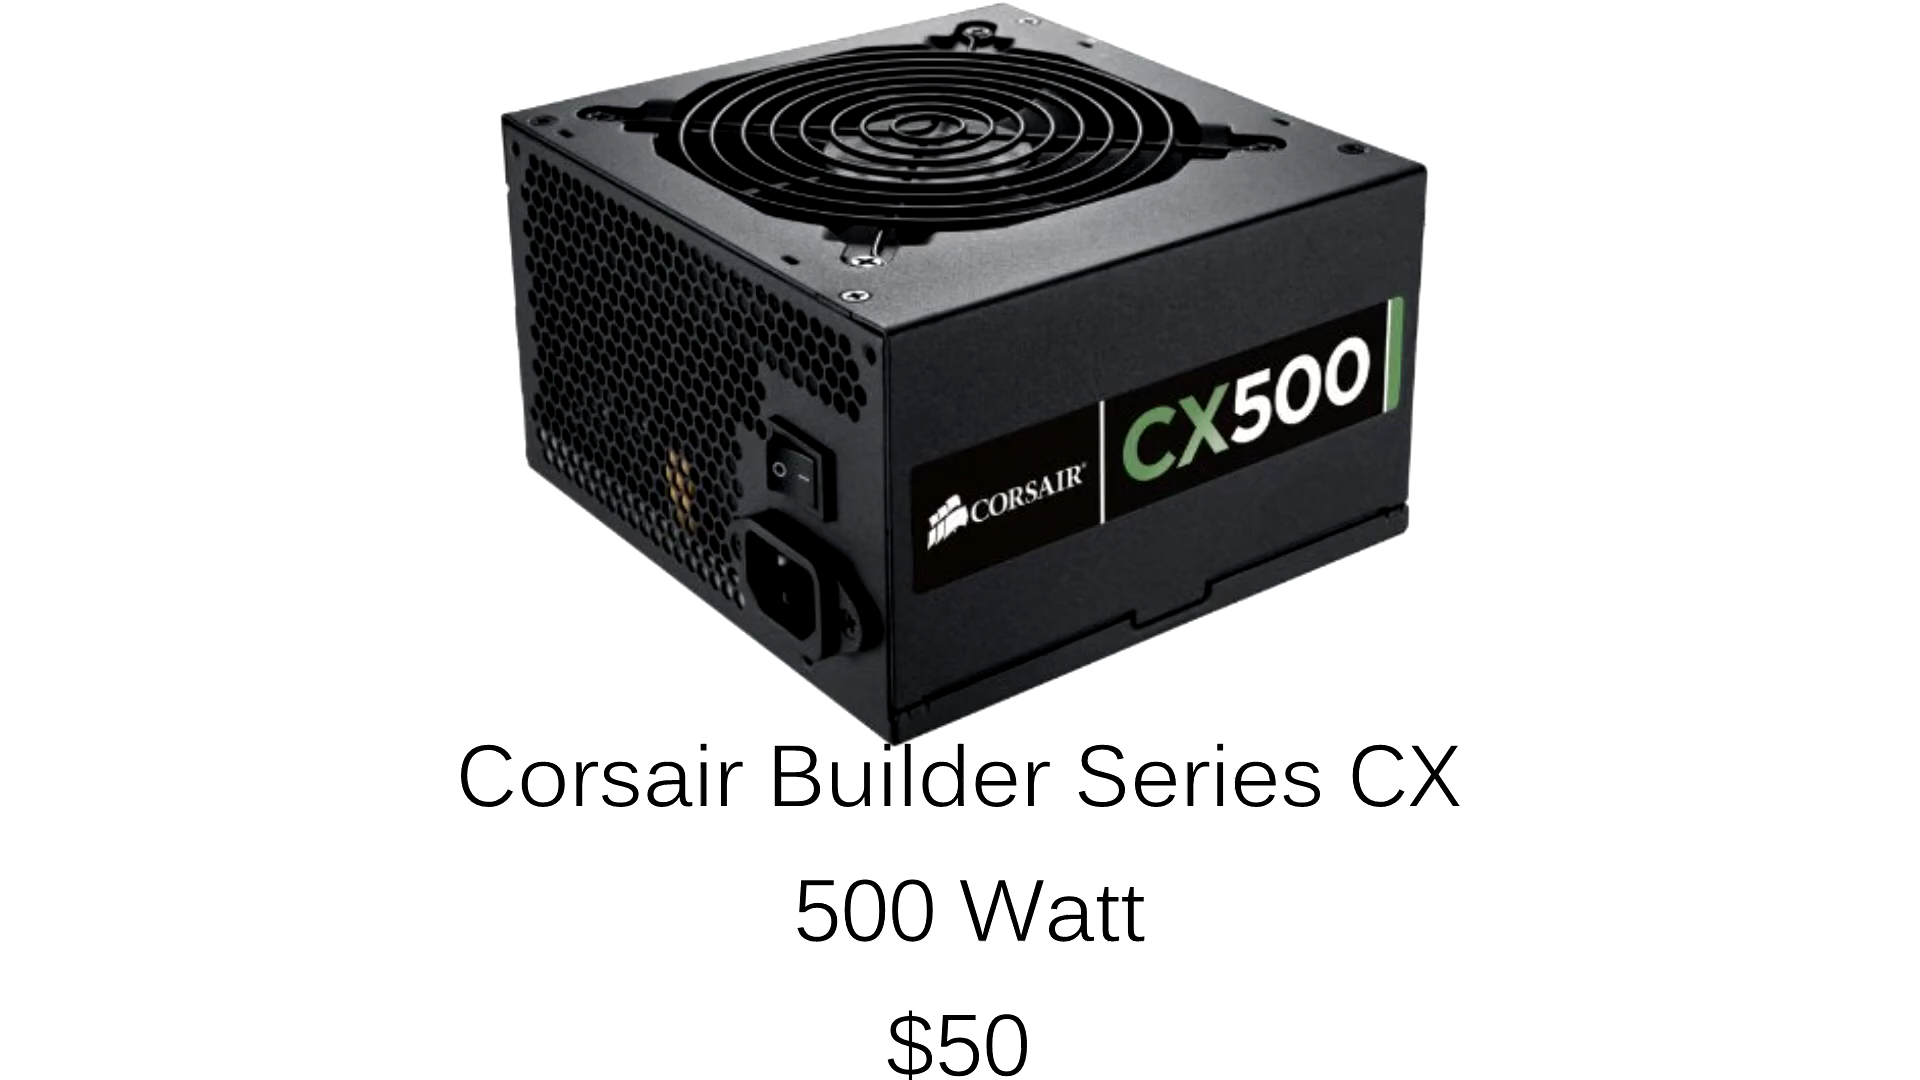 CX500
CORSAIR
Corsair Builder Series CX
500 Watt
$50